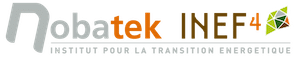 nobatek INEF4
INSTITUT POUR LA TRANSITION ENERGETIQUE